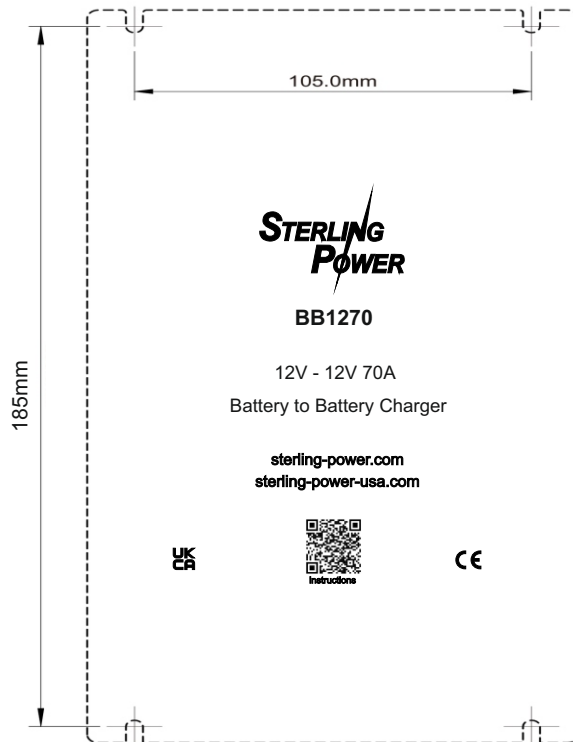 105.0mm
185mm
STERLING
POWER
BB1270
12V - 12V 70A
Battery to Battery Charger
sterling-power.com
sterling-power-usa.com
UK
CA
Instructions
CE